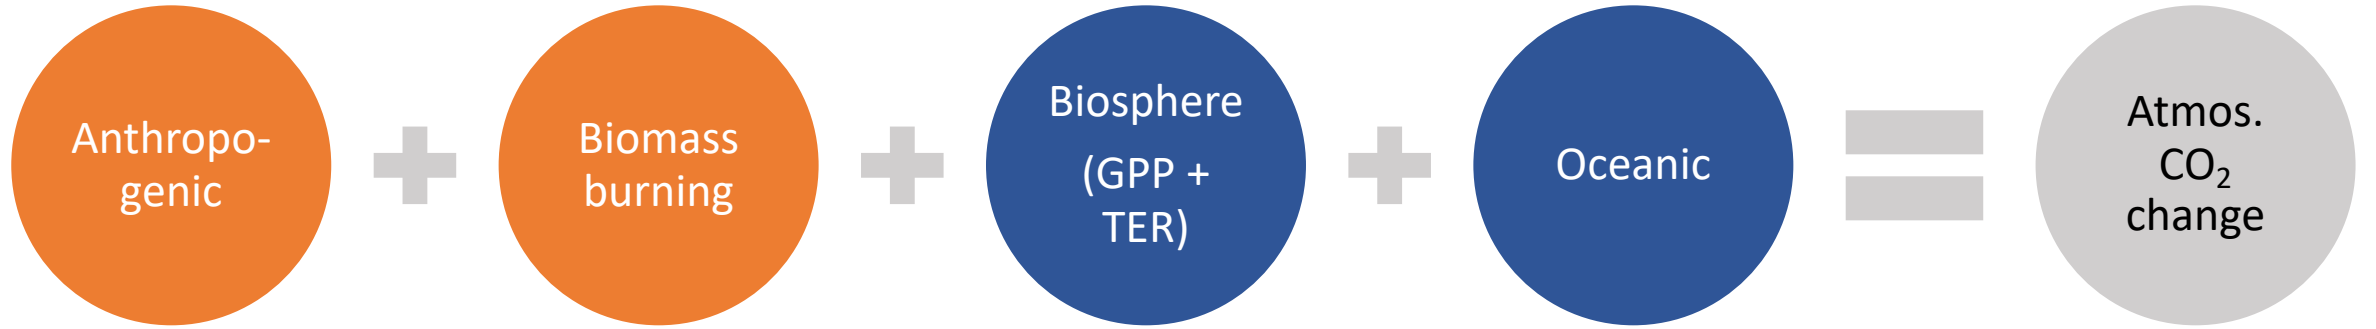 Anthropo-
genic
Biomass
burning
Biosphere
(GPP +
TER)
Oceanic
Atmos.
CO₂
change